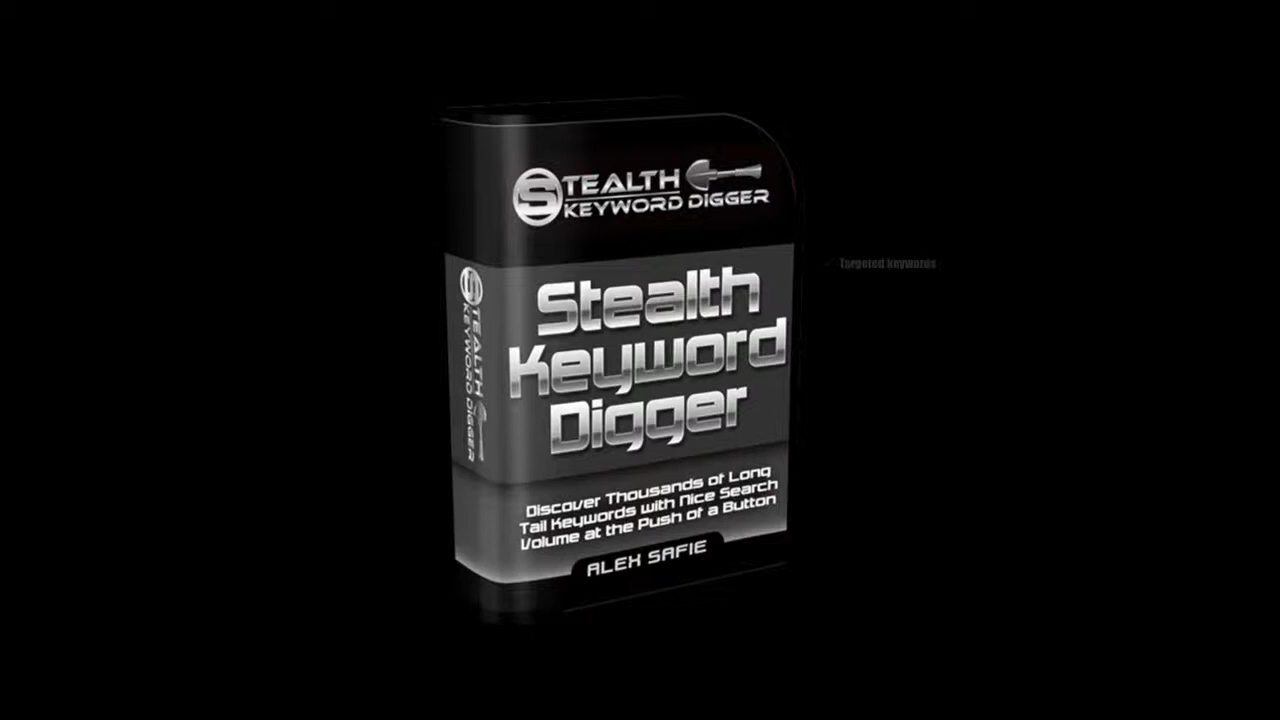 STEALTH
KEYWORD DIGGER
Stealth
Keyword
Digger
Discover Thousands of Long
Tail Keywords with Nice Search
Volume at the Push of a Button
ALEX SAFIE
STEALTH
KEYWORD DIGGER
Targeted keywords